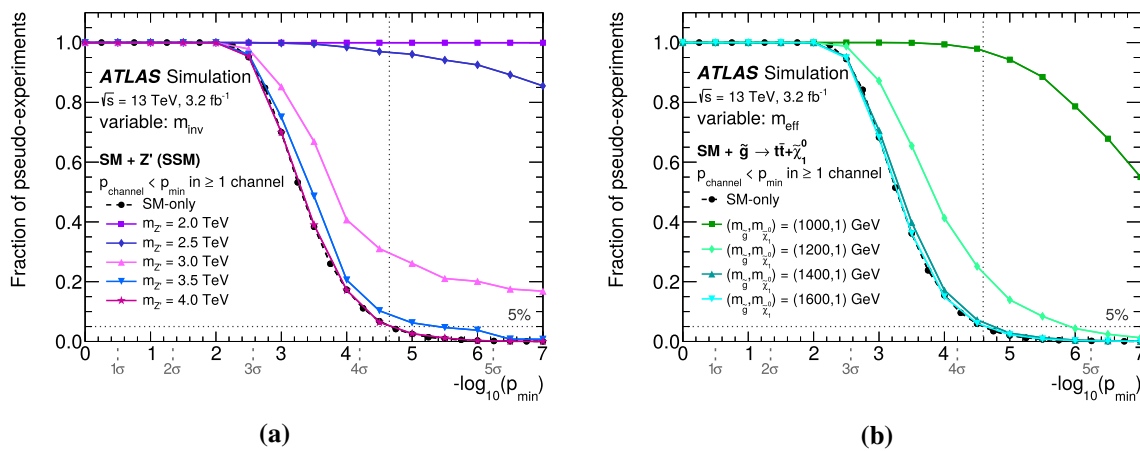 Fraction of pseudo-experiments
1.0
0.8
0.6
0.4
0.2
0.0
ATLAS Simulation
√s = 13 TeV, 3.2 fb⁻¹
variable: m_inv
SM + Z' (SSM)
p_channel < p_min in ≥ 1 channel
SM-only
m_Z' = 2.0 TeV
m_Z' = 2.5 TeV
m_Z' = 3.0 TeV
m_Z' = 3.5 TeV
m_Z' = 4.0 TeV
5%
0 1 2 3 4 5 6 7
1σ 2σ 3σ 4σ 5σ
-log₁₀(p_min)
(a)
Fraction of pseudo-experiments
1.0
0.8
0.6
0.4
0.2
0.0
ATLAS Simulation
√s = 13 TeV, 3.2 fb⁻¹
variable: m_eff
SM + g̃ → tt̄+χ̃₁⁰
p_channel < p_min in ≥ 1 channel
SM-only
(m_g̃,m_χ̃₁⁰) = (1000,1) GeV
(m_g̃,m_χ̃₁⁰) = (1200,1) GeV
(m_g̃,m_χ̃₁⁰) = (1400,1) GeV
(m_g̃,m_χ̃₁⁰) = (1600,1) GeV
5%
0 1 2 3 4 5 6 7
1σ 2σ 3σ 4σ 5σ
-log₁₀(p_min)
(b)